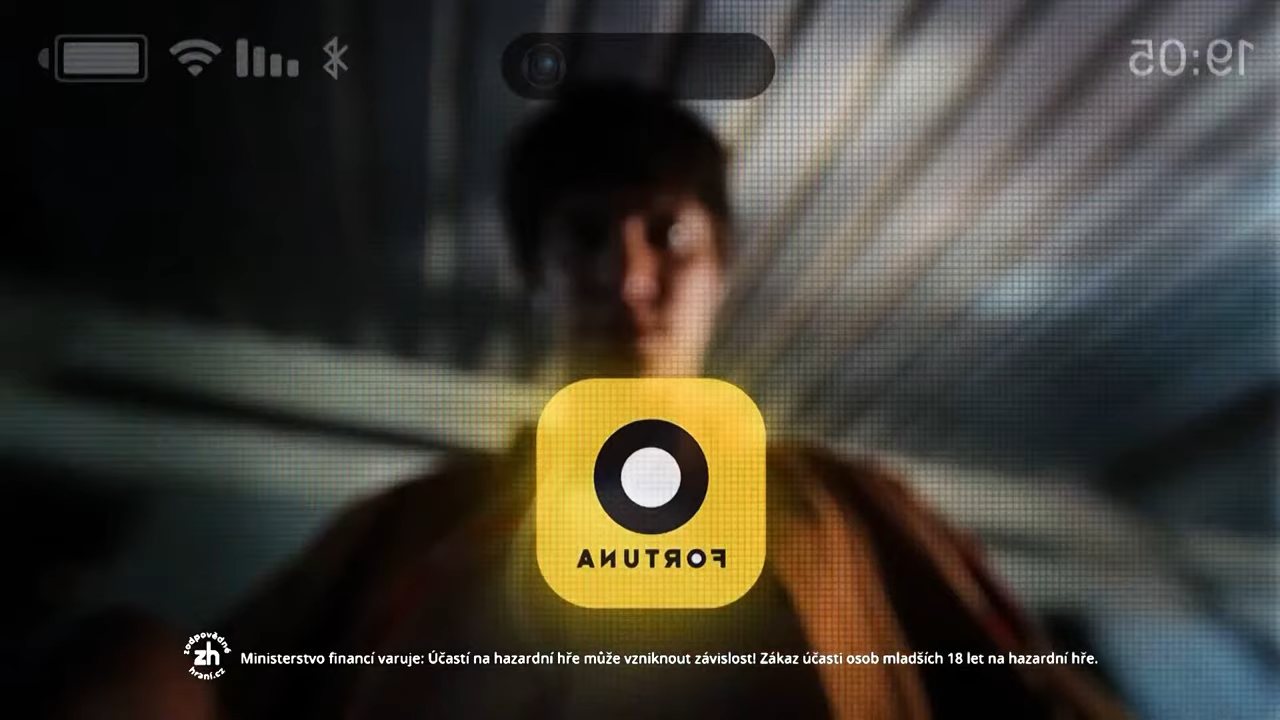 19:05
FORTUNA
zodpovědné
zh
hraní.cz
Ministerstvo financí varuje: Účastí na hazardní hře může vzniknout závislost! Zákaz účasti osob mladších 18 let na hazardní hře.